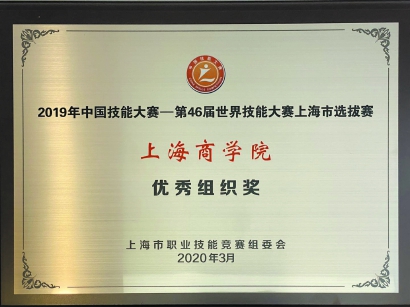 2019年中国技能大赛—第46届世界技能大赛上海市选拔赛
上海商学院
优秀组织奖
上海市职业技能竞赛组委会
2020年3月